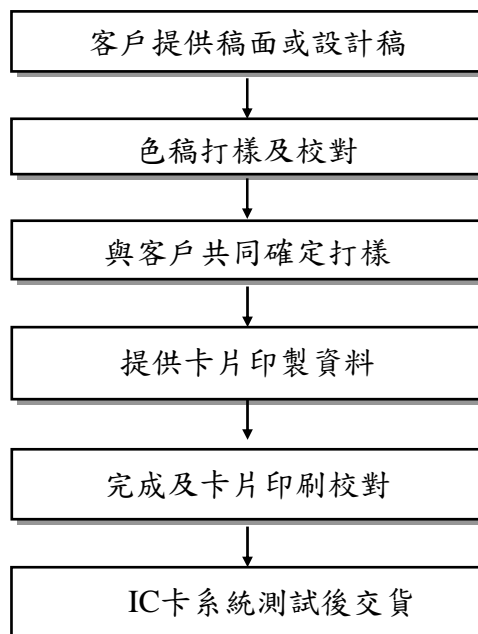 客戶提供稿面或設計稿
色稿打樣及校對
與客戶共同確定打樣
提供卡片印製資料
完成及卡片印刷校對
IC卡系統測試後交貨